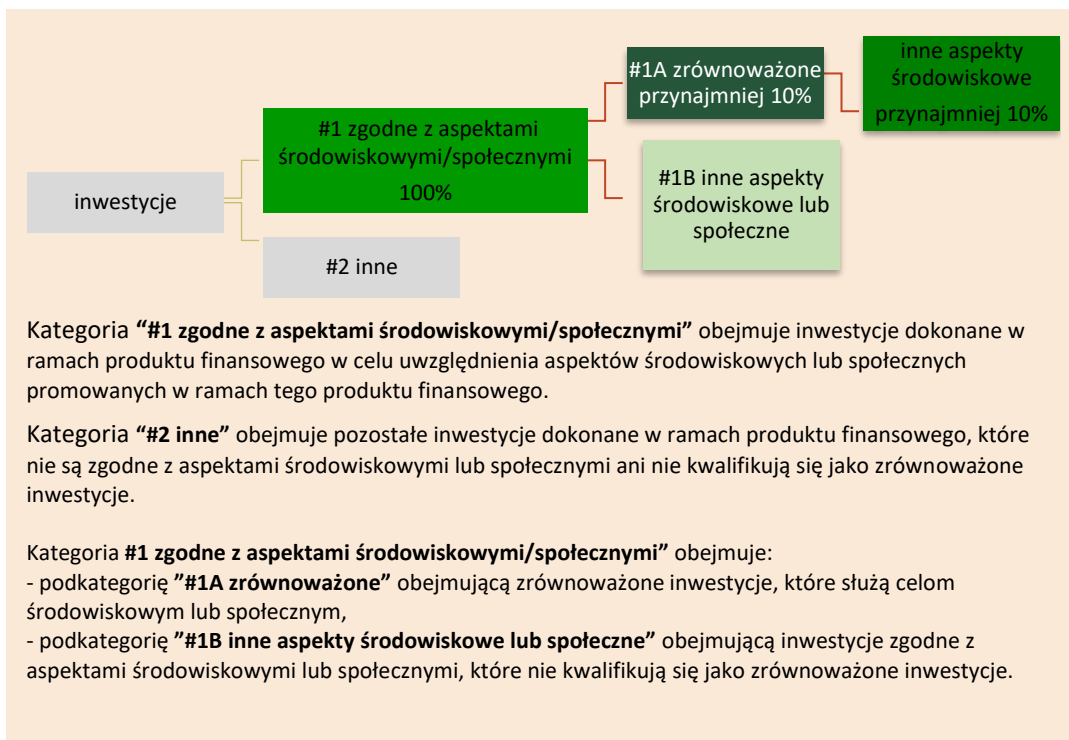 inwestycje
#1 zgodne z aspektami
środowiskowymi/społecznymi
100%
#2 inne
#1A zrównoważone
przynajmniej 10%
#1B inne aspekty
środowiskowe lub
społeczne
inne aspekty
środowiskowe
przynajmniej 10%
Kategoria “#1 zgodne z aspektami środowiskowymi/społecznymi” obejmuje inwestycje dokonane w
ramach produktu finansowego w celu uwzględnienia aspektów środowiskowych lub społecznych
promowanych w ramach tego produktu finansowego.
Kategoria “#2 inne” obejmuje pozostałe inwestycje dokonane w ramach produktu finansowego, które
nie są zgodne z aspektami środowiskowymi lub społecznymi ani nie kwalifikują się jako zrównoważone
inwestycje.
Kategoria #1 zgodne z aspektami środowiskowymi/społecznymi” obejmuje:
- podkategorię ”#1A zrównoważone” obejmującą zrównoważone inwestycje, które służą celom
środowiskowym lub społecznym,
- podkategorię ”#1B inne aspekty środowiskowe lub społeczne” obejmującą inwestycje zgodne z
aspektami środowiskowymi lub społecznymi, które nie kwalifikują się jako zrównoważone inwestycje.